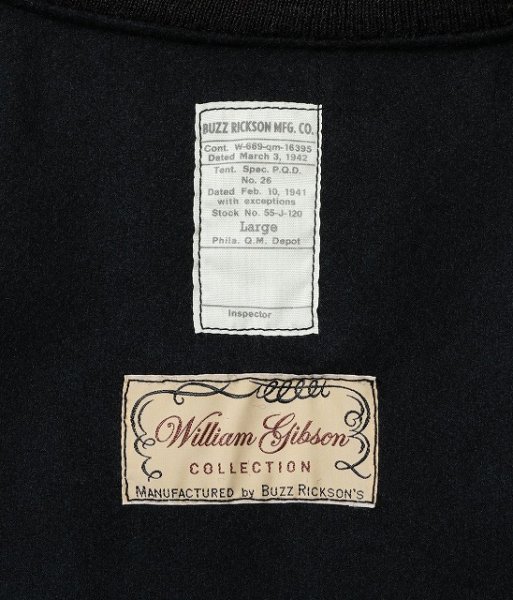 BUZZ RICKSON MFG. CO.
Cont. W-669-qm-16395
Dated March 3, 1942
Tent. Spec. P.Q.D.
No. 26
Dated Feb. 10, 1941
with exceptions
Stock No. 55-J-120
Large
Phila. Q.M. Depot
Inspector
William Gibson
COLLECTION
MANUFACTURED by BUZZ RICKSON'S